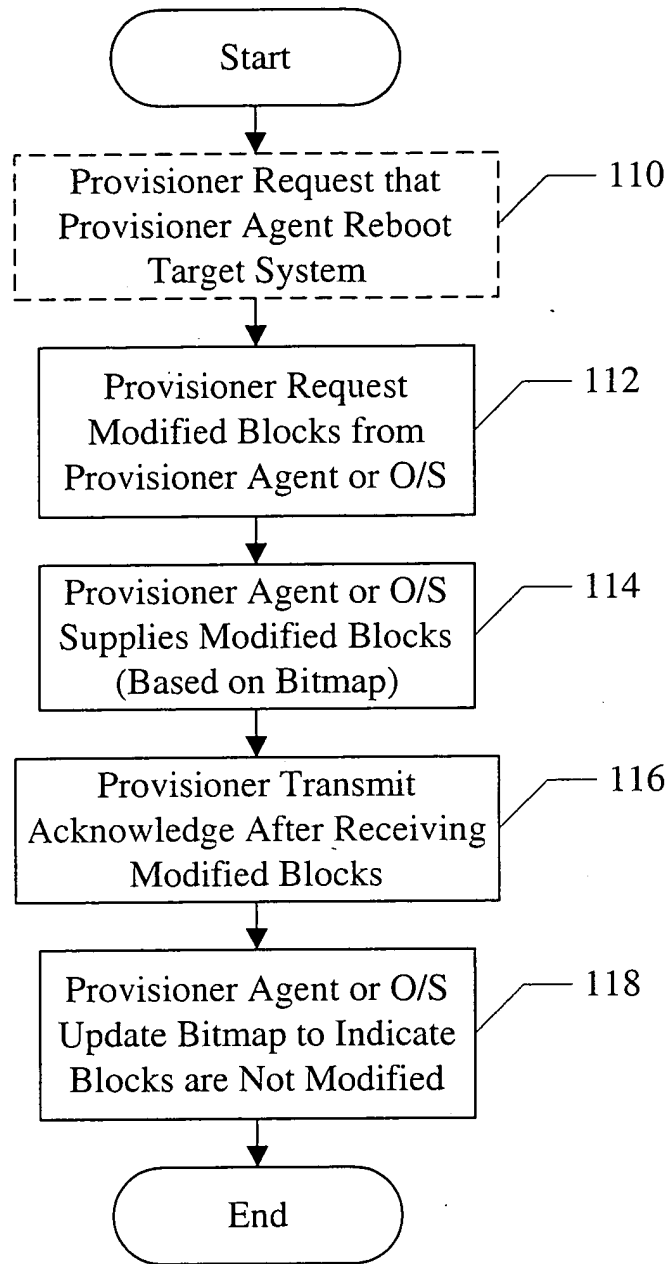 Start
Provisioner Request that
Provisioner Agent Reboot
Target System
110
Provisioner Request
Modified Blocks from
Provisioner Agent or O/S
112
Provisioner Agent or O/S
Supplies Modified Blocks
(Based on Bitmap)
114
Provisioner Transmit
Acknowledge After Receiving
Modified Blocks
116
Provisioner Agent or O/S
Update Bitmap to Indicate
Blocks are Not Modified
118
End